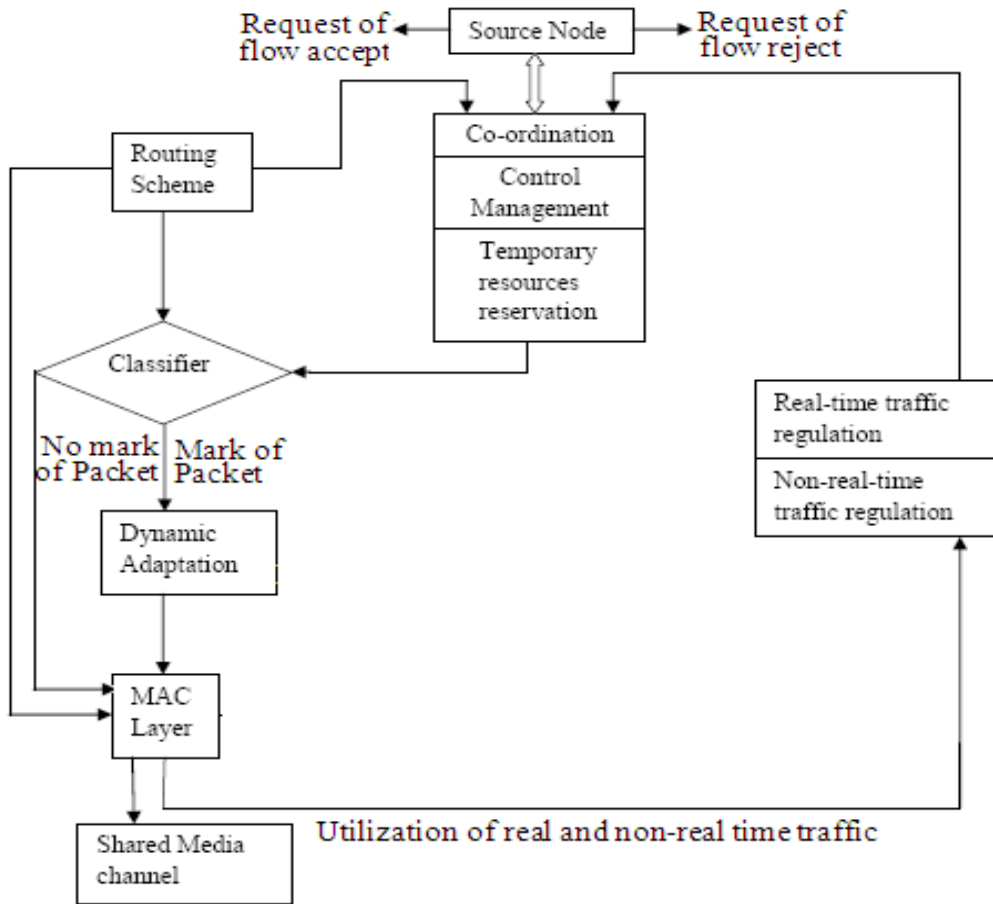 Request of
flow accept
Source Node
Request of
flow reject
Co-ordination
Control
Management
Temporary
resources
reservation
Routing
Scheme
Classifier
No mark
of Packet
Mark of
Packet
Real-time traffic
regulation
Non-real-time
traffic regulation
Dynamic
Adaptation
MAC
Layer
Utilization of real and non-real time traffic
Shared Media
channel